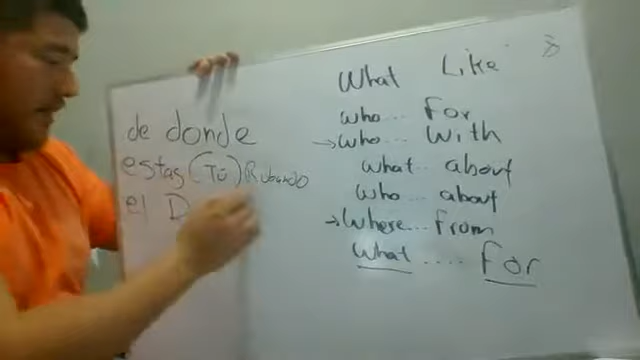 de donde
estas (Tú) Rubando
el D
What Like
who... For
→ who... with
what.. about
who... about
→ Where... from
what .... for